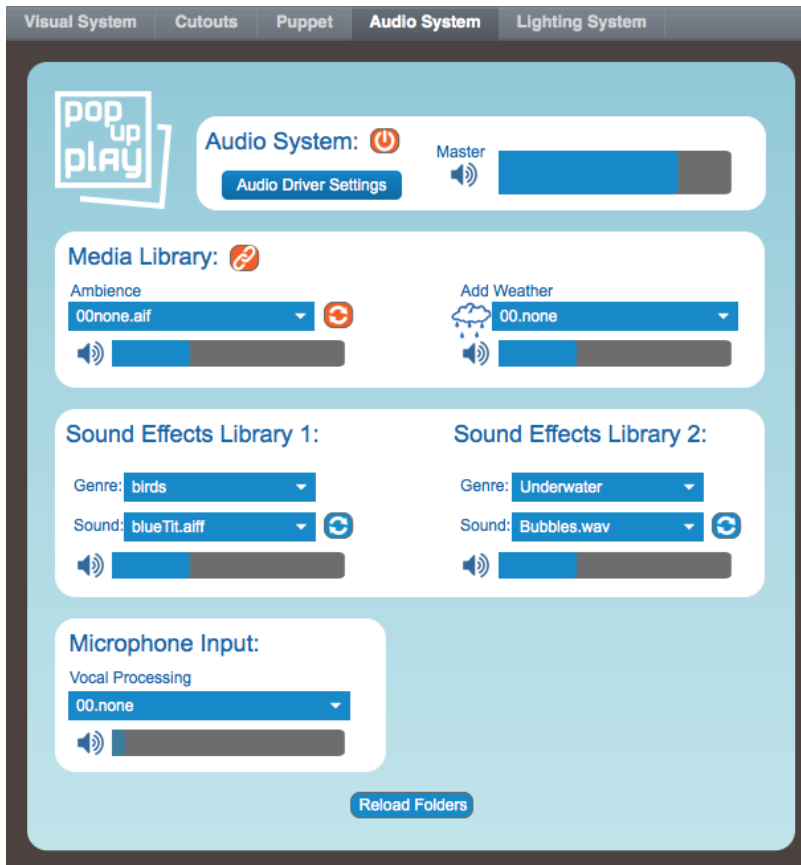 Visual System Cutouts Puppet Audio System Lighting System
pop
up
play
Audio System:
Master
Audio Driver Settings
Media Library:
Ambience Add Weather
00none.aif 00.none
Sound Effects Library 1: Sound Effects Library 2:
Genre: birds Genre: Underwater
Sound: blueTit.aiff Sound: Bubbles.wav
Microphone Input:
Vocal Processing
00.none
Reload Folders